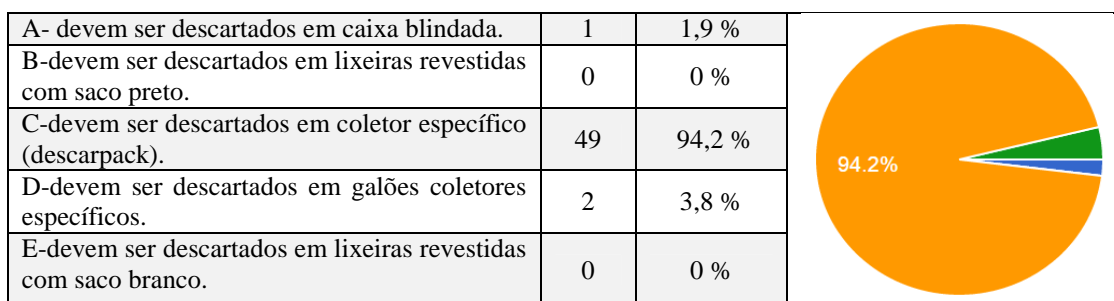 A- devem ser descartados em caixa blindada. 1 1,9 %
B-devem ser descartados em lixeiras revestidas
com saco preto. 0 0 %
C-devem ser descartados em coletor específico
(descarpack). 49 94,2 %
D-devem ser descartados em galões coletores
específicos. 2 3,8 %
E-devem ser descartados em lixeiras revestidas
com saco branco. 0 0 %
94.2%